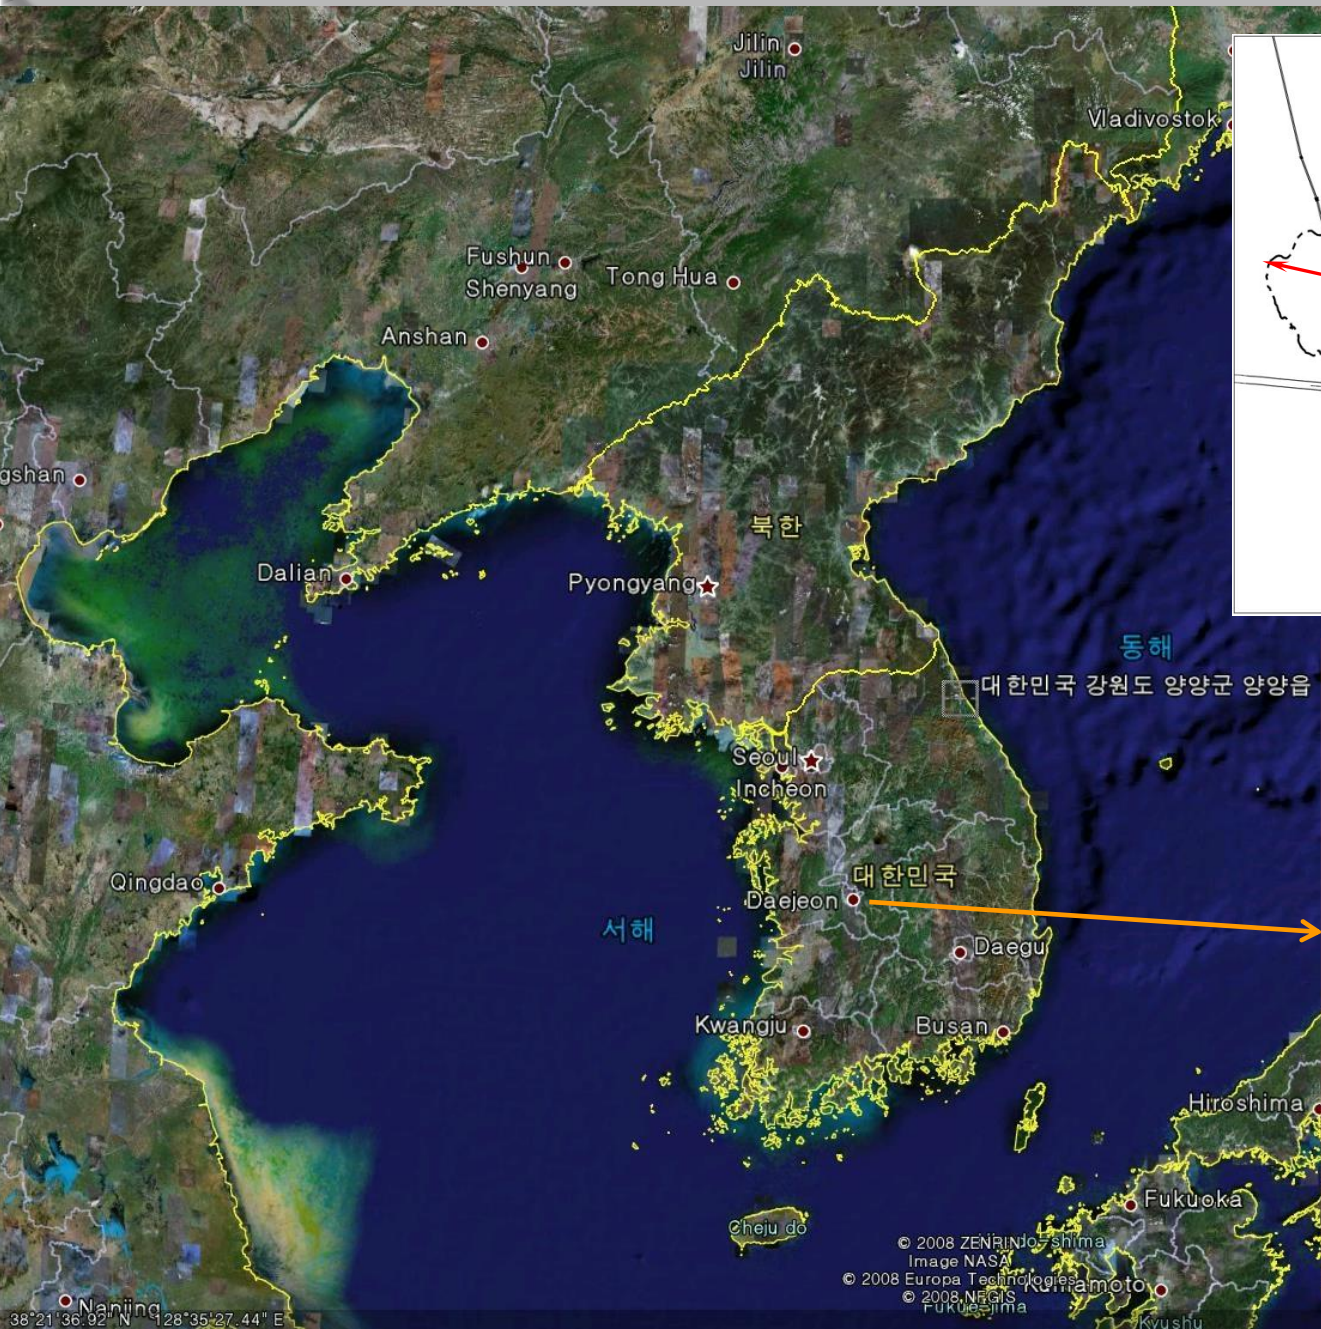 Jilin
Jilin
Vladivostok
Fushun
Shenyang
Tong Hua
Anshan
gshan
북한
Dalian
Pyongyang
동해
대한민국 강원도 양양군 양양읍
Seoul
Incheon
대한민국
Qingdao
Daejeon
서해
Daegu
Kwangju
Busan
Hiroshima
Fukuoka
Cheju do
© 2008 ZENRIN
Image NASA
© 2008 Europa Technologies
© 2008 NFGIS
Nanjing
Kyushu
38°21'36.92" N 128°35'27.44" E